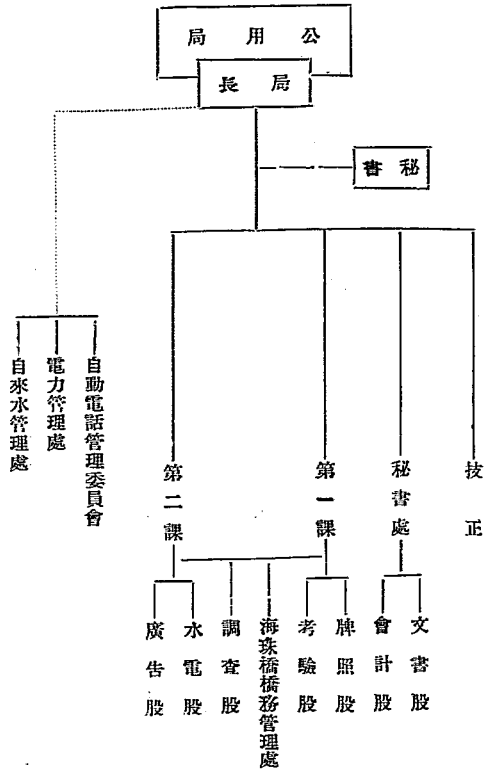 公用局
局長
秘書
技正
秘書處
第一課
第二課
自動電話管理委員會
電力管理處
自來水管理處
文書股
會計股
牌照股
考驗股
海珠橋橋務管理處
調查股
水電股
廣告股